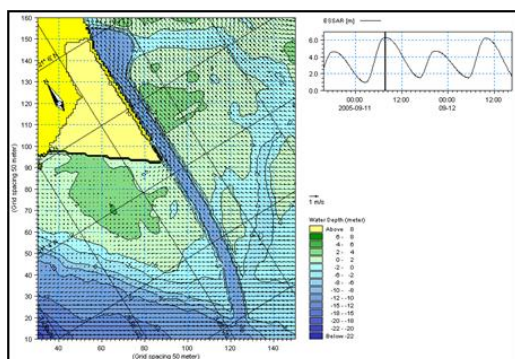 160
150
140
130
120
110
100
90
80
70
60
50
40
30
20
10
(Grid spacing 50 meter)
40 60 80 100 120 140
(Grid spacing 50 meter)
ESSAR [m]
6.0
4.0
2.0
0.0
00:00 12:00 00:00 12:00
2005-09-11 09-12
1 m/s
Water Depth (meter)
Above 8
6 - 8
4 - 6
2 - 4
0 - 2
-2 - 0
-4 - -2
-6 - -4
-8 - -6
-10 - -8
-12 - -10
-15 - -12
-18 - -15
-20 - -18
-22 - -20
Below -22